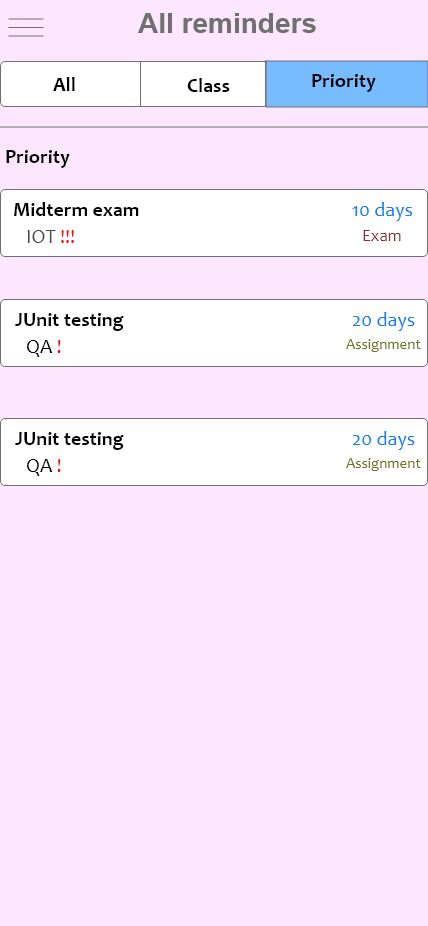 All reminders
All Class Priority
Priority
Midterm exam 10 days
IOT !!! Exam
JUnit testing 20 days
QA ! Assignment
JUnit testing 20 days
QA ! Assignment